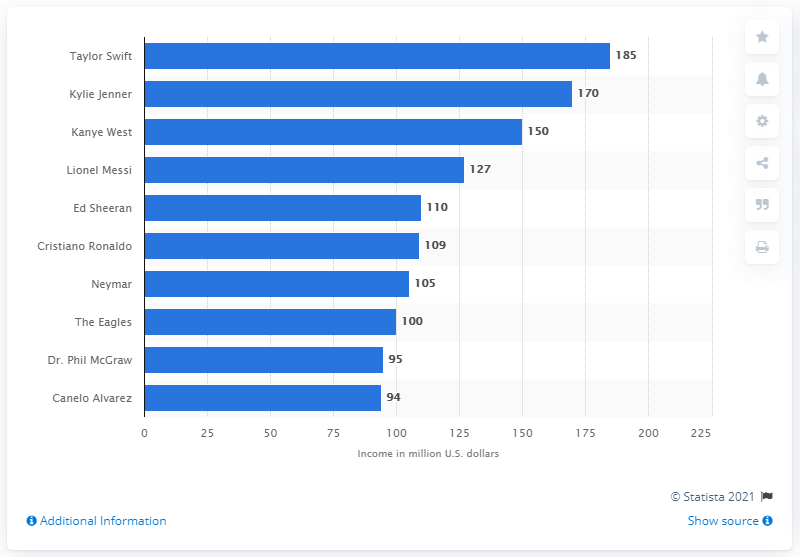 Taylor Swift 185
Kylie Jenner 170
Kanye West 150
Lionel Messi 127
Ed Sheeran 110
Cristiano Ronaldo 109
Neymar 105
The Eagles 100
Dr. Phil McGraw 95
Canelo Alvarez 94
0 25 50 75 100 125 150 175 200 225
Income in million U.S. dollars
© Statista 2021
Additional Information Show source